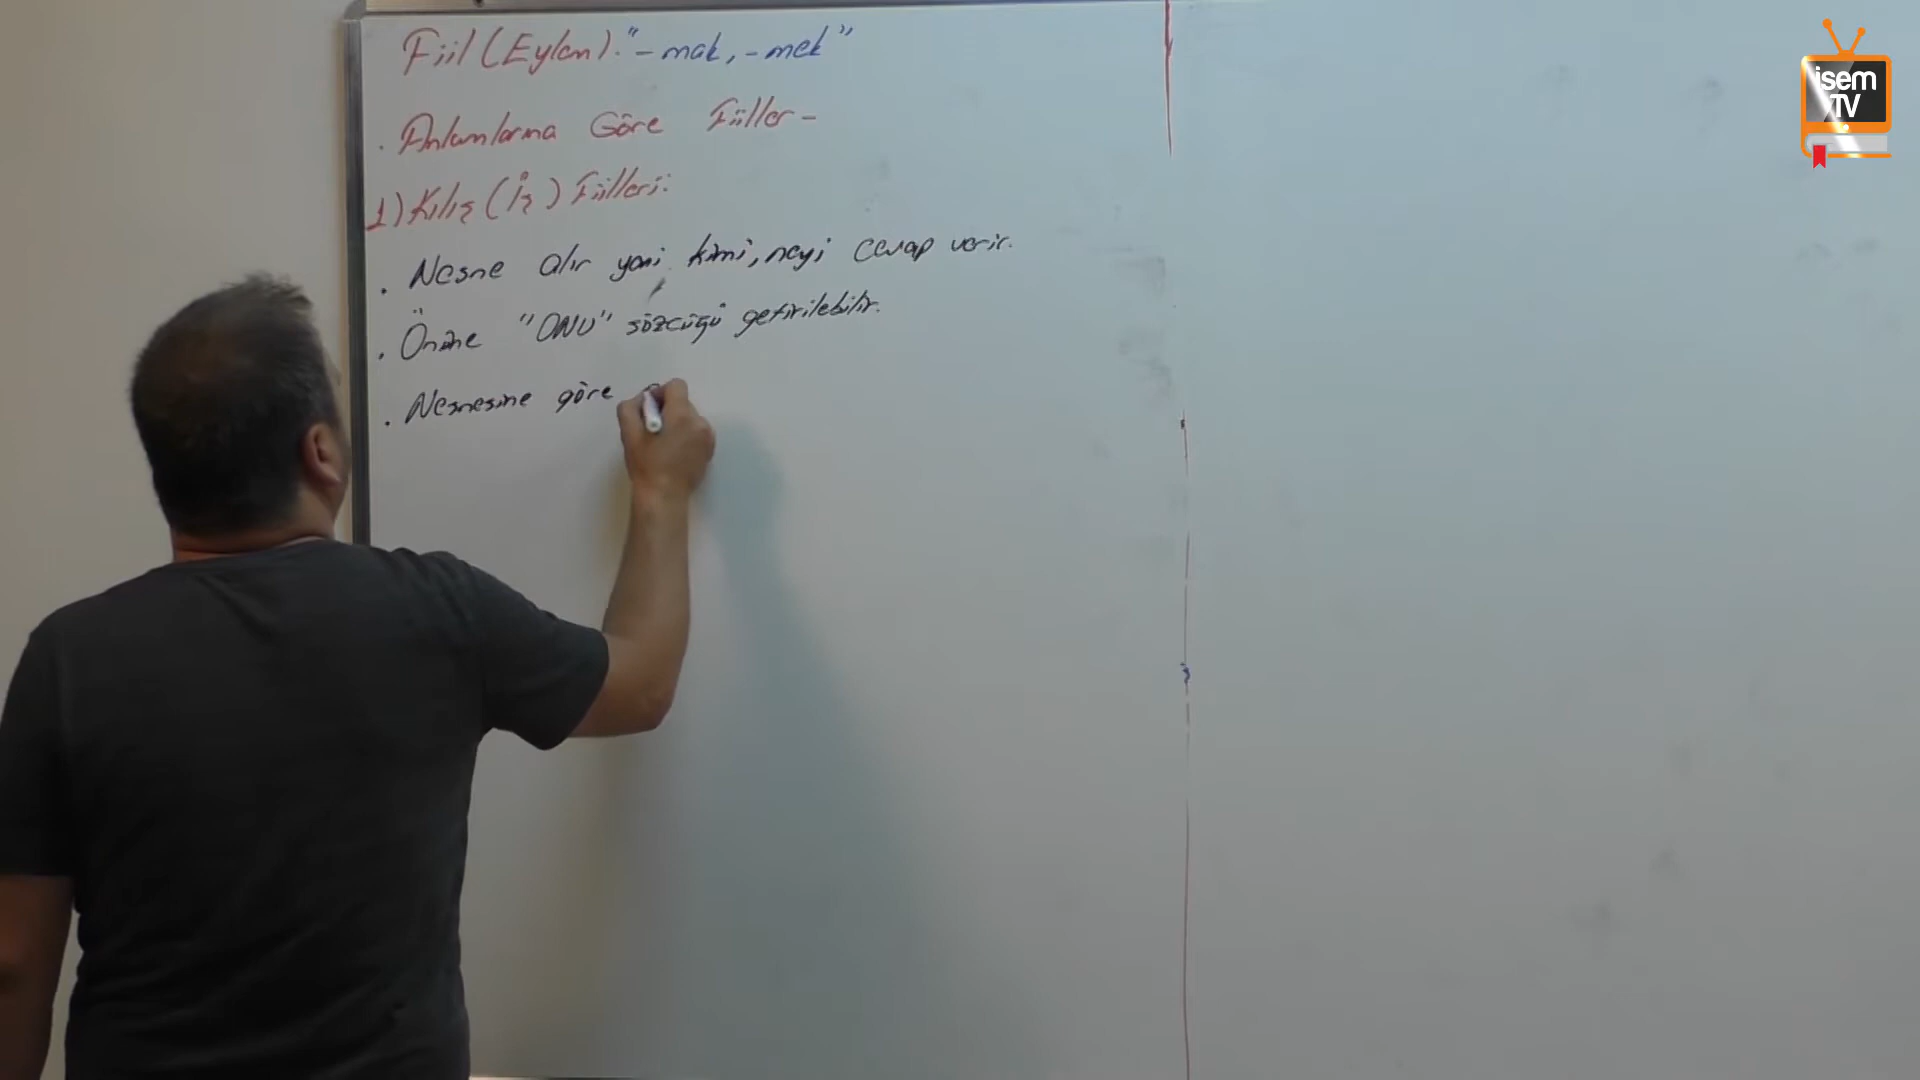 Fiil (Eylem): "-mak, -mek"
. Anlamlarına Göre Fiiller -
1) Kılış (İş) Fiilleri:
. Nesne alır yani kimi, neyi cevap verir.
. Önüne "ONU" sözcüğü getirilebilir.
. Nesnesine göre
isem
TV